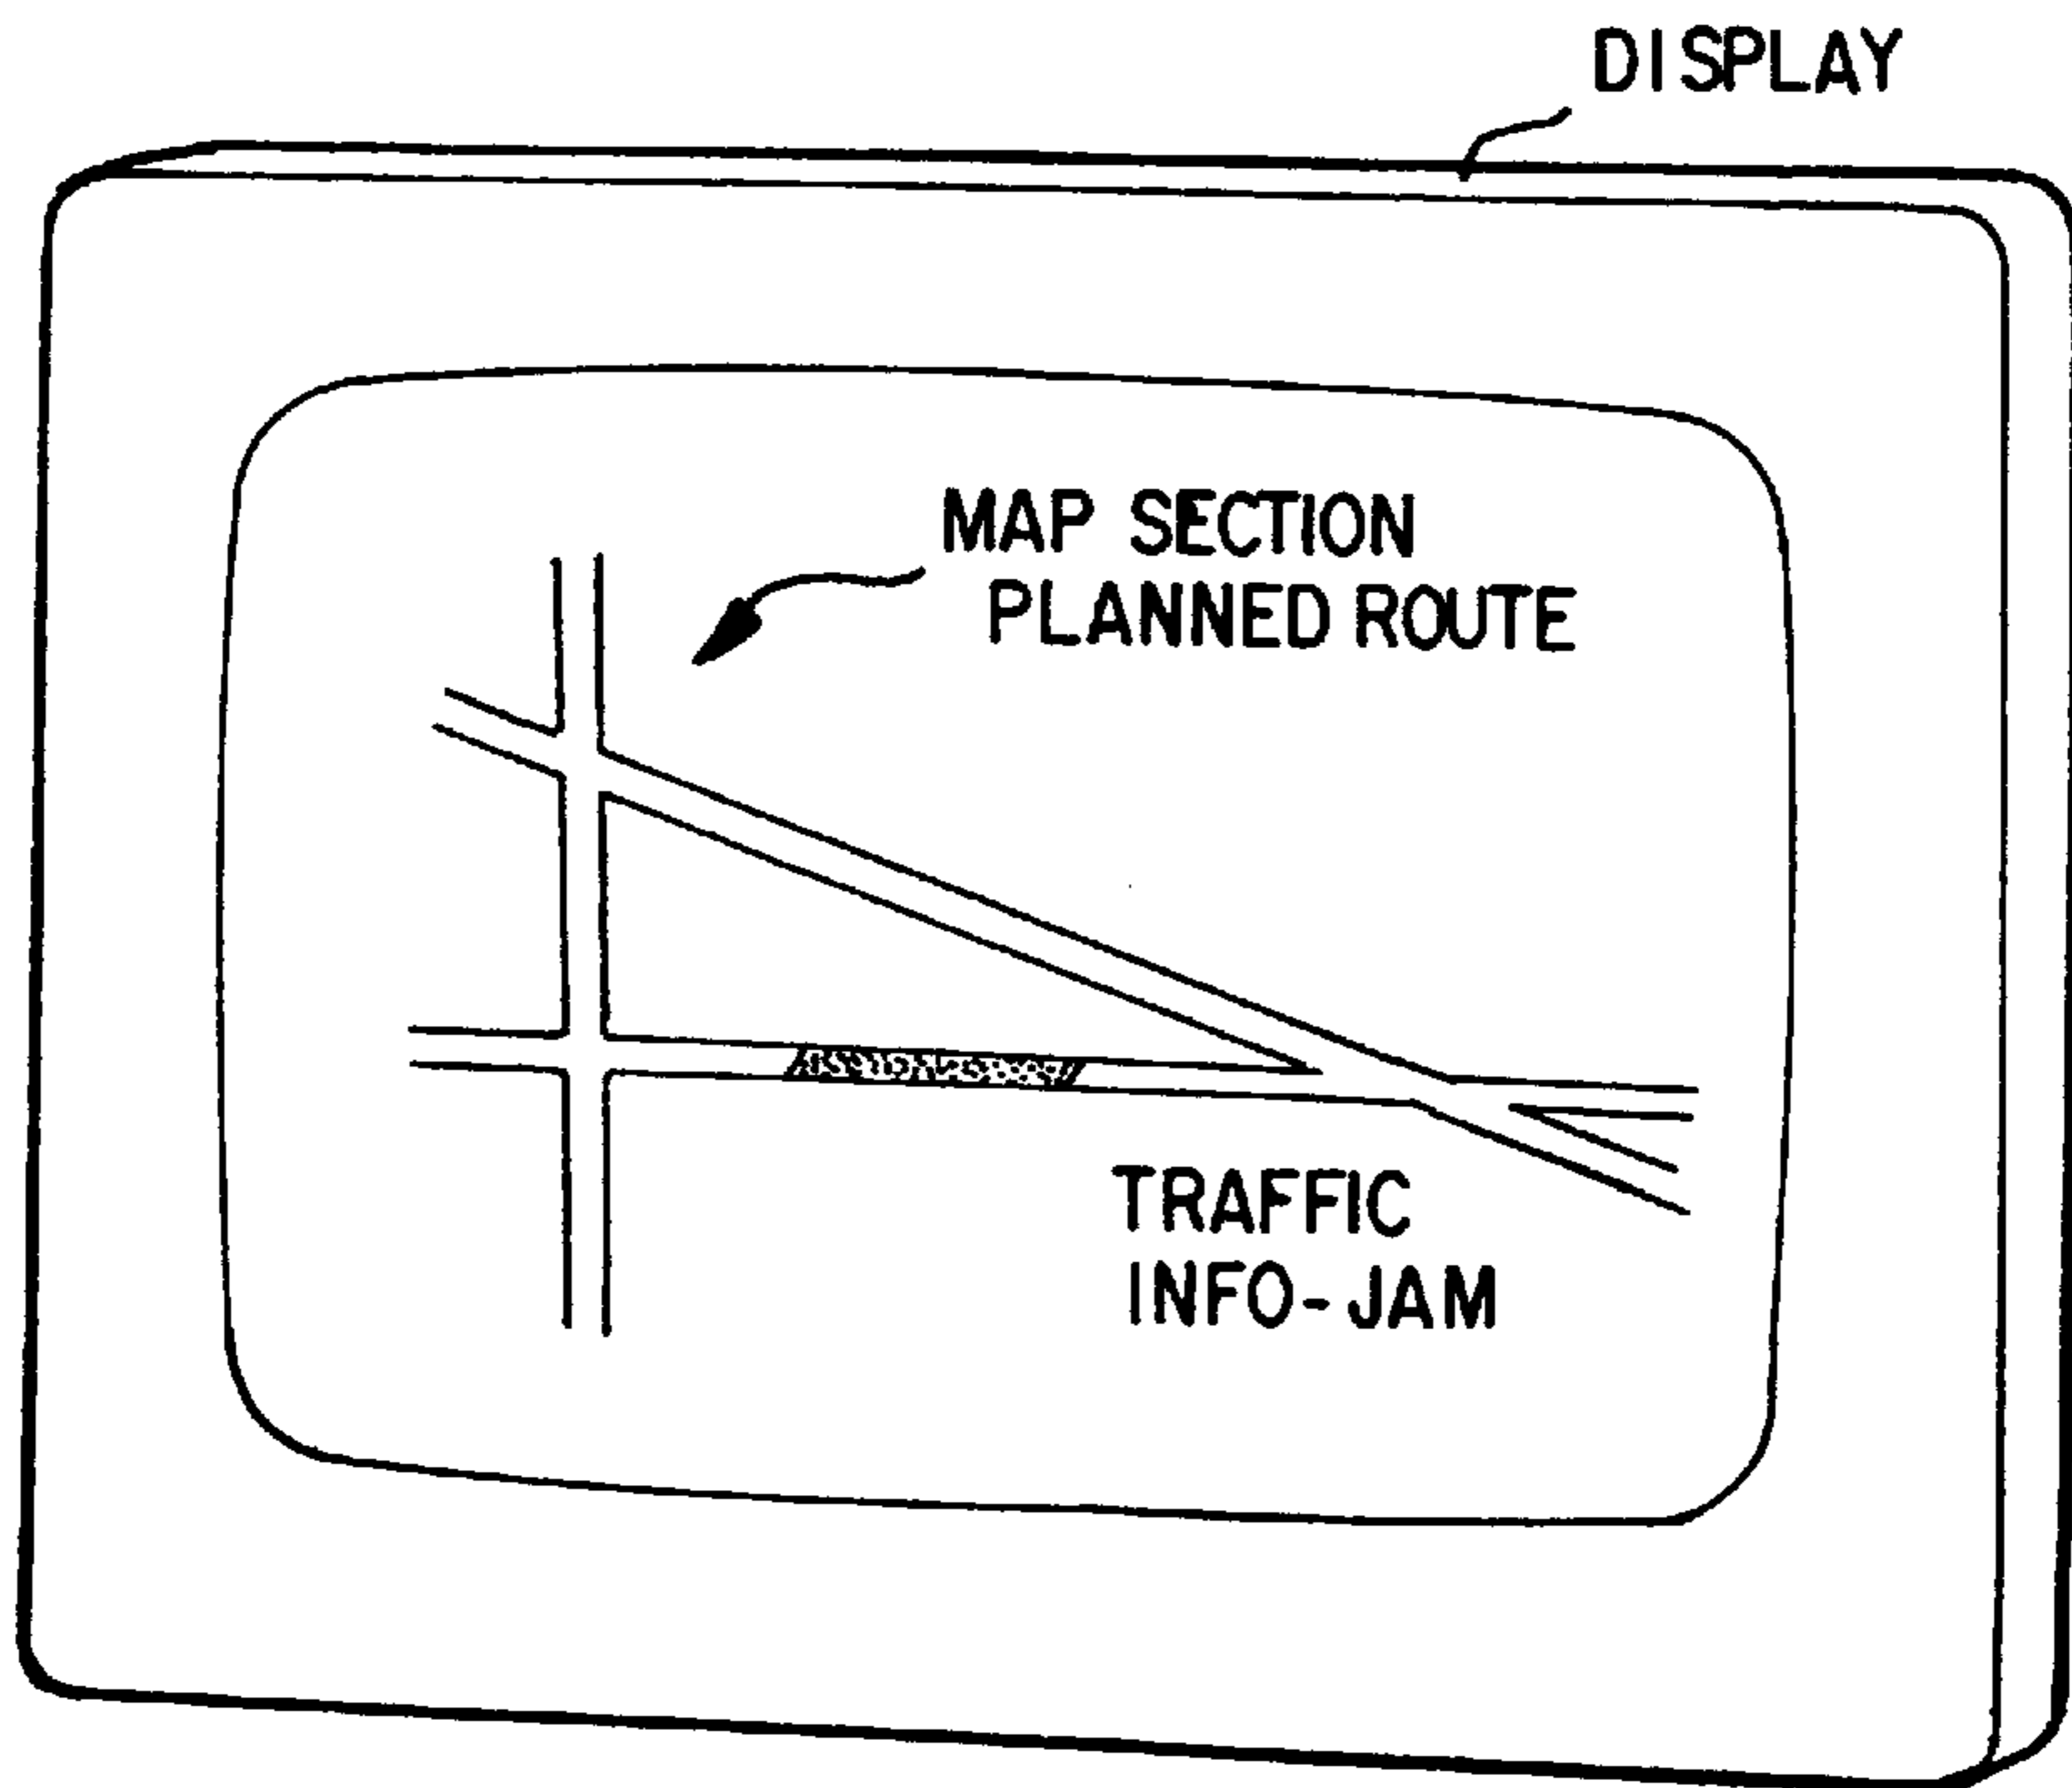 DISPLAY
MAP SECTION
PLANNED ROUTE
TRAFFIC
INFO-JAM